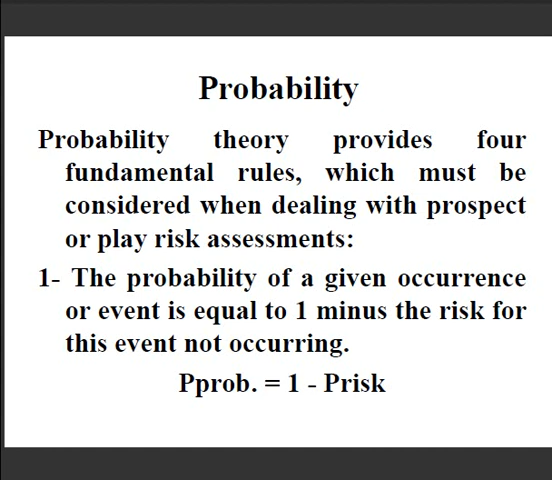 Probability
Probability theory provides four
fundamental rules, which must be
considered when dealing with prospect
or play risk assessments:
1- The probability of a given occurrence
or event is equal to 1 minus the risk for
this event not occurring.
Pprob. = 1 - Prisk